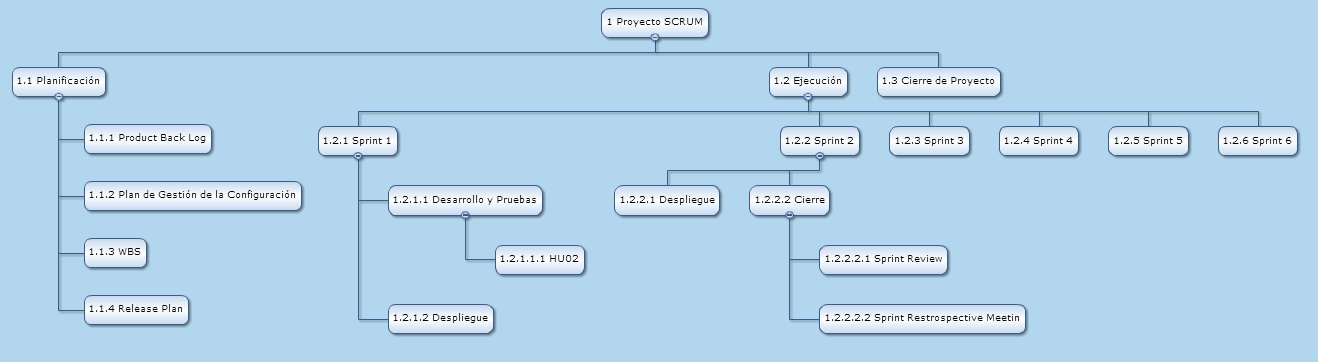 1 Proyecto SCRUM
1.1 Planificación
1.2 Ejecución
1.3 Cierre de Proyecto
1.1.1 Product Back Log
1.1.2 Plan de Gestión de la Configuración
1.1.3 WBS
1.1.4 Release Plan
1.2.1 Sprint 1
1.2.2 Sprint 2
1.2.3 Sprint 3
1.2.4 Sprint 4
1.2.5 Sprint 5
1.2.6 Sprint 6
1.2.1.1 Desarrollo y Pruebas
1.2.1.1.1 HU02
1.2.1.2 Despliegue
1.2.2.1 Despliegue
1.2.2.2 Cierre
1.2.2.2.1 Sprint Review
1.2.2.2.2 Sprint Restrospective Meetin